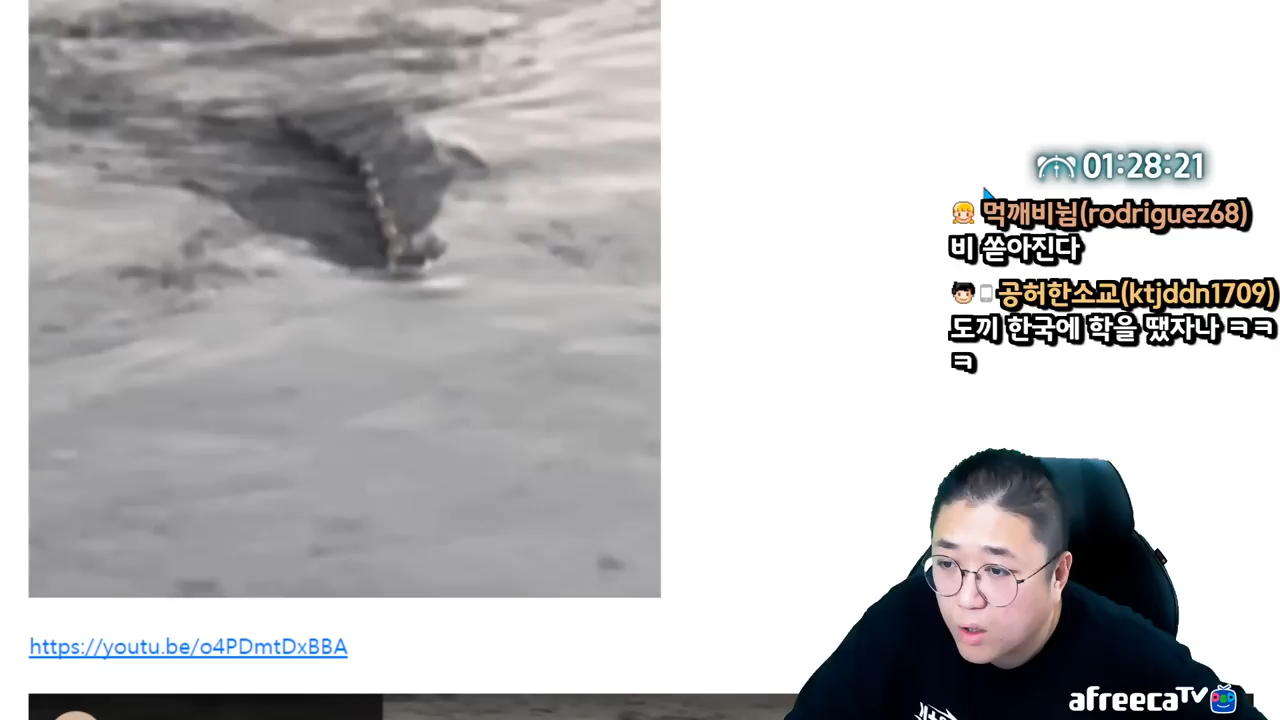 01:28:21
먹깨비뷤(rodriguez68)
비 쏟아진다
공허한소교(ktjddn1709)
도끼 한국에 학을 뗐자나 ㅋㅋ
ㅋ
https://youtu.be/o4PDmtDxBBA
afreecaTV